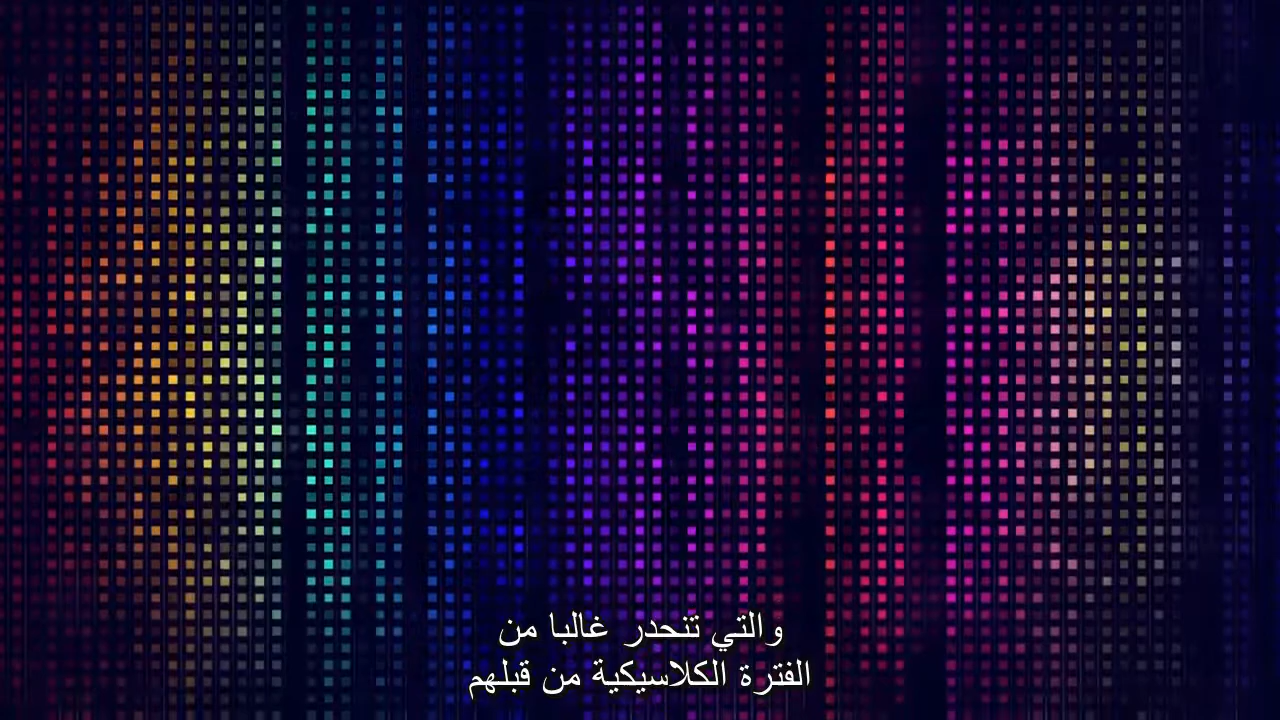 والتي تنحدر غالبا من
الفترة الكلاسيكية من قبلهم